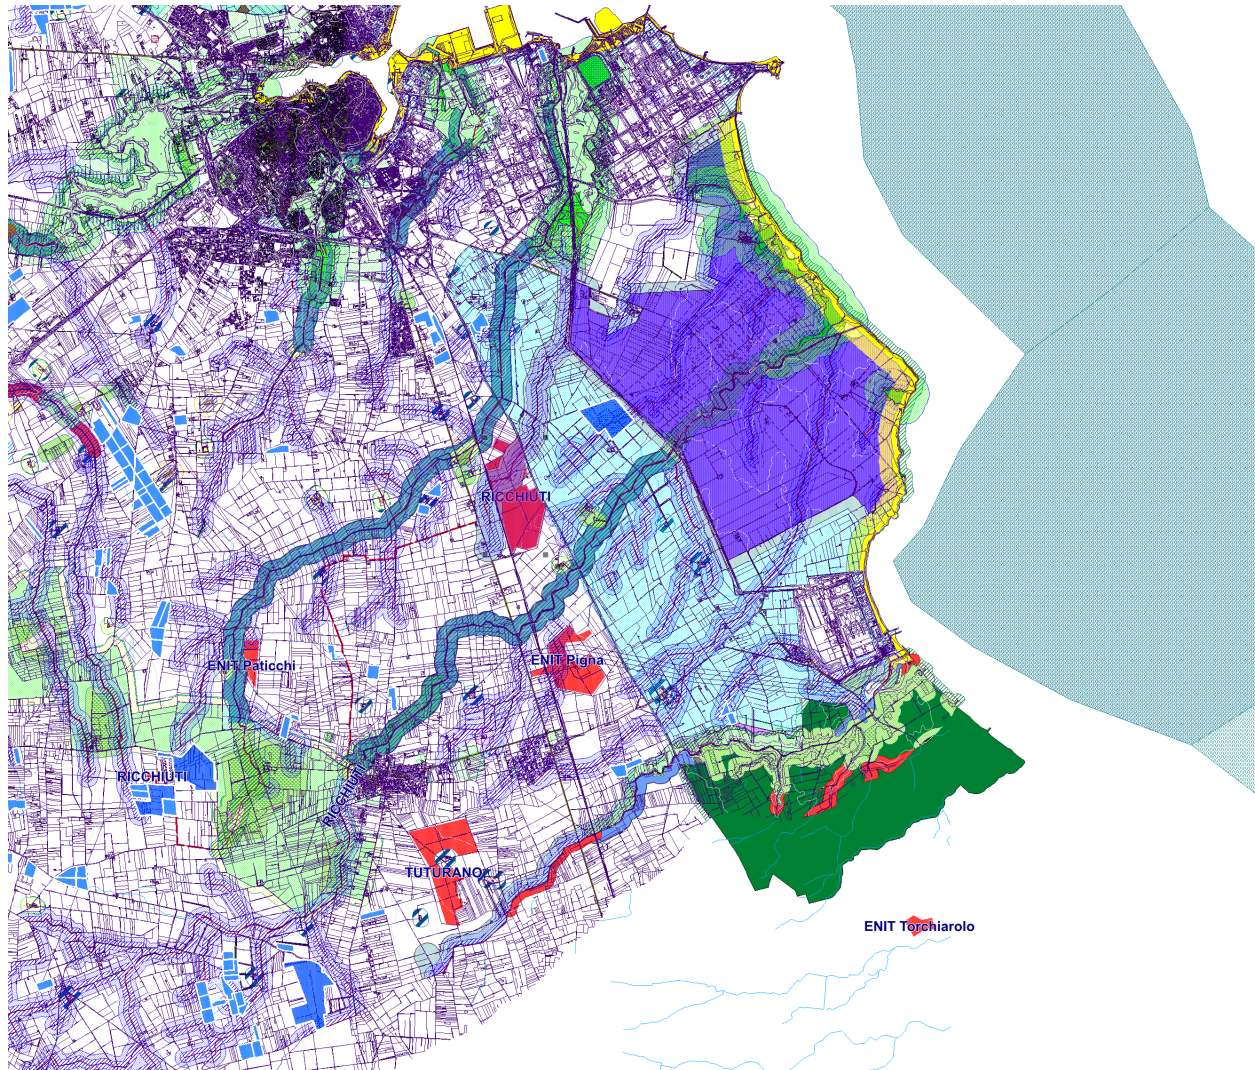 RICCHIUTI
ENIT Paticchi
ENIT Pigna
RICCHIUTI
RICCHIUTI
TUTURANO
ENIT Torchiarolo